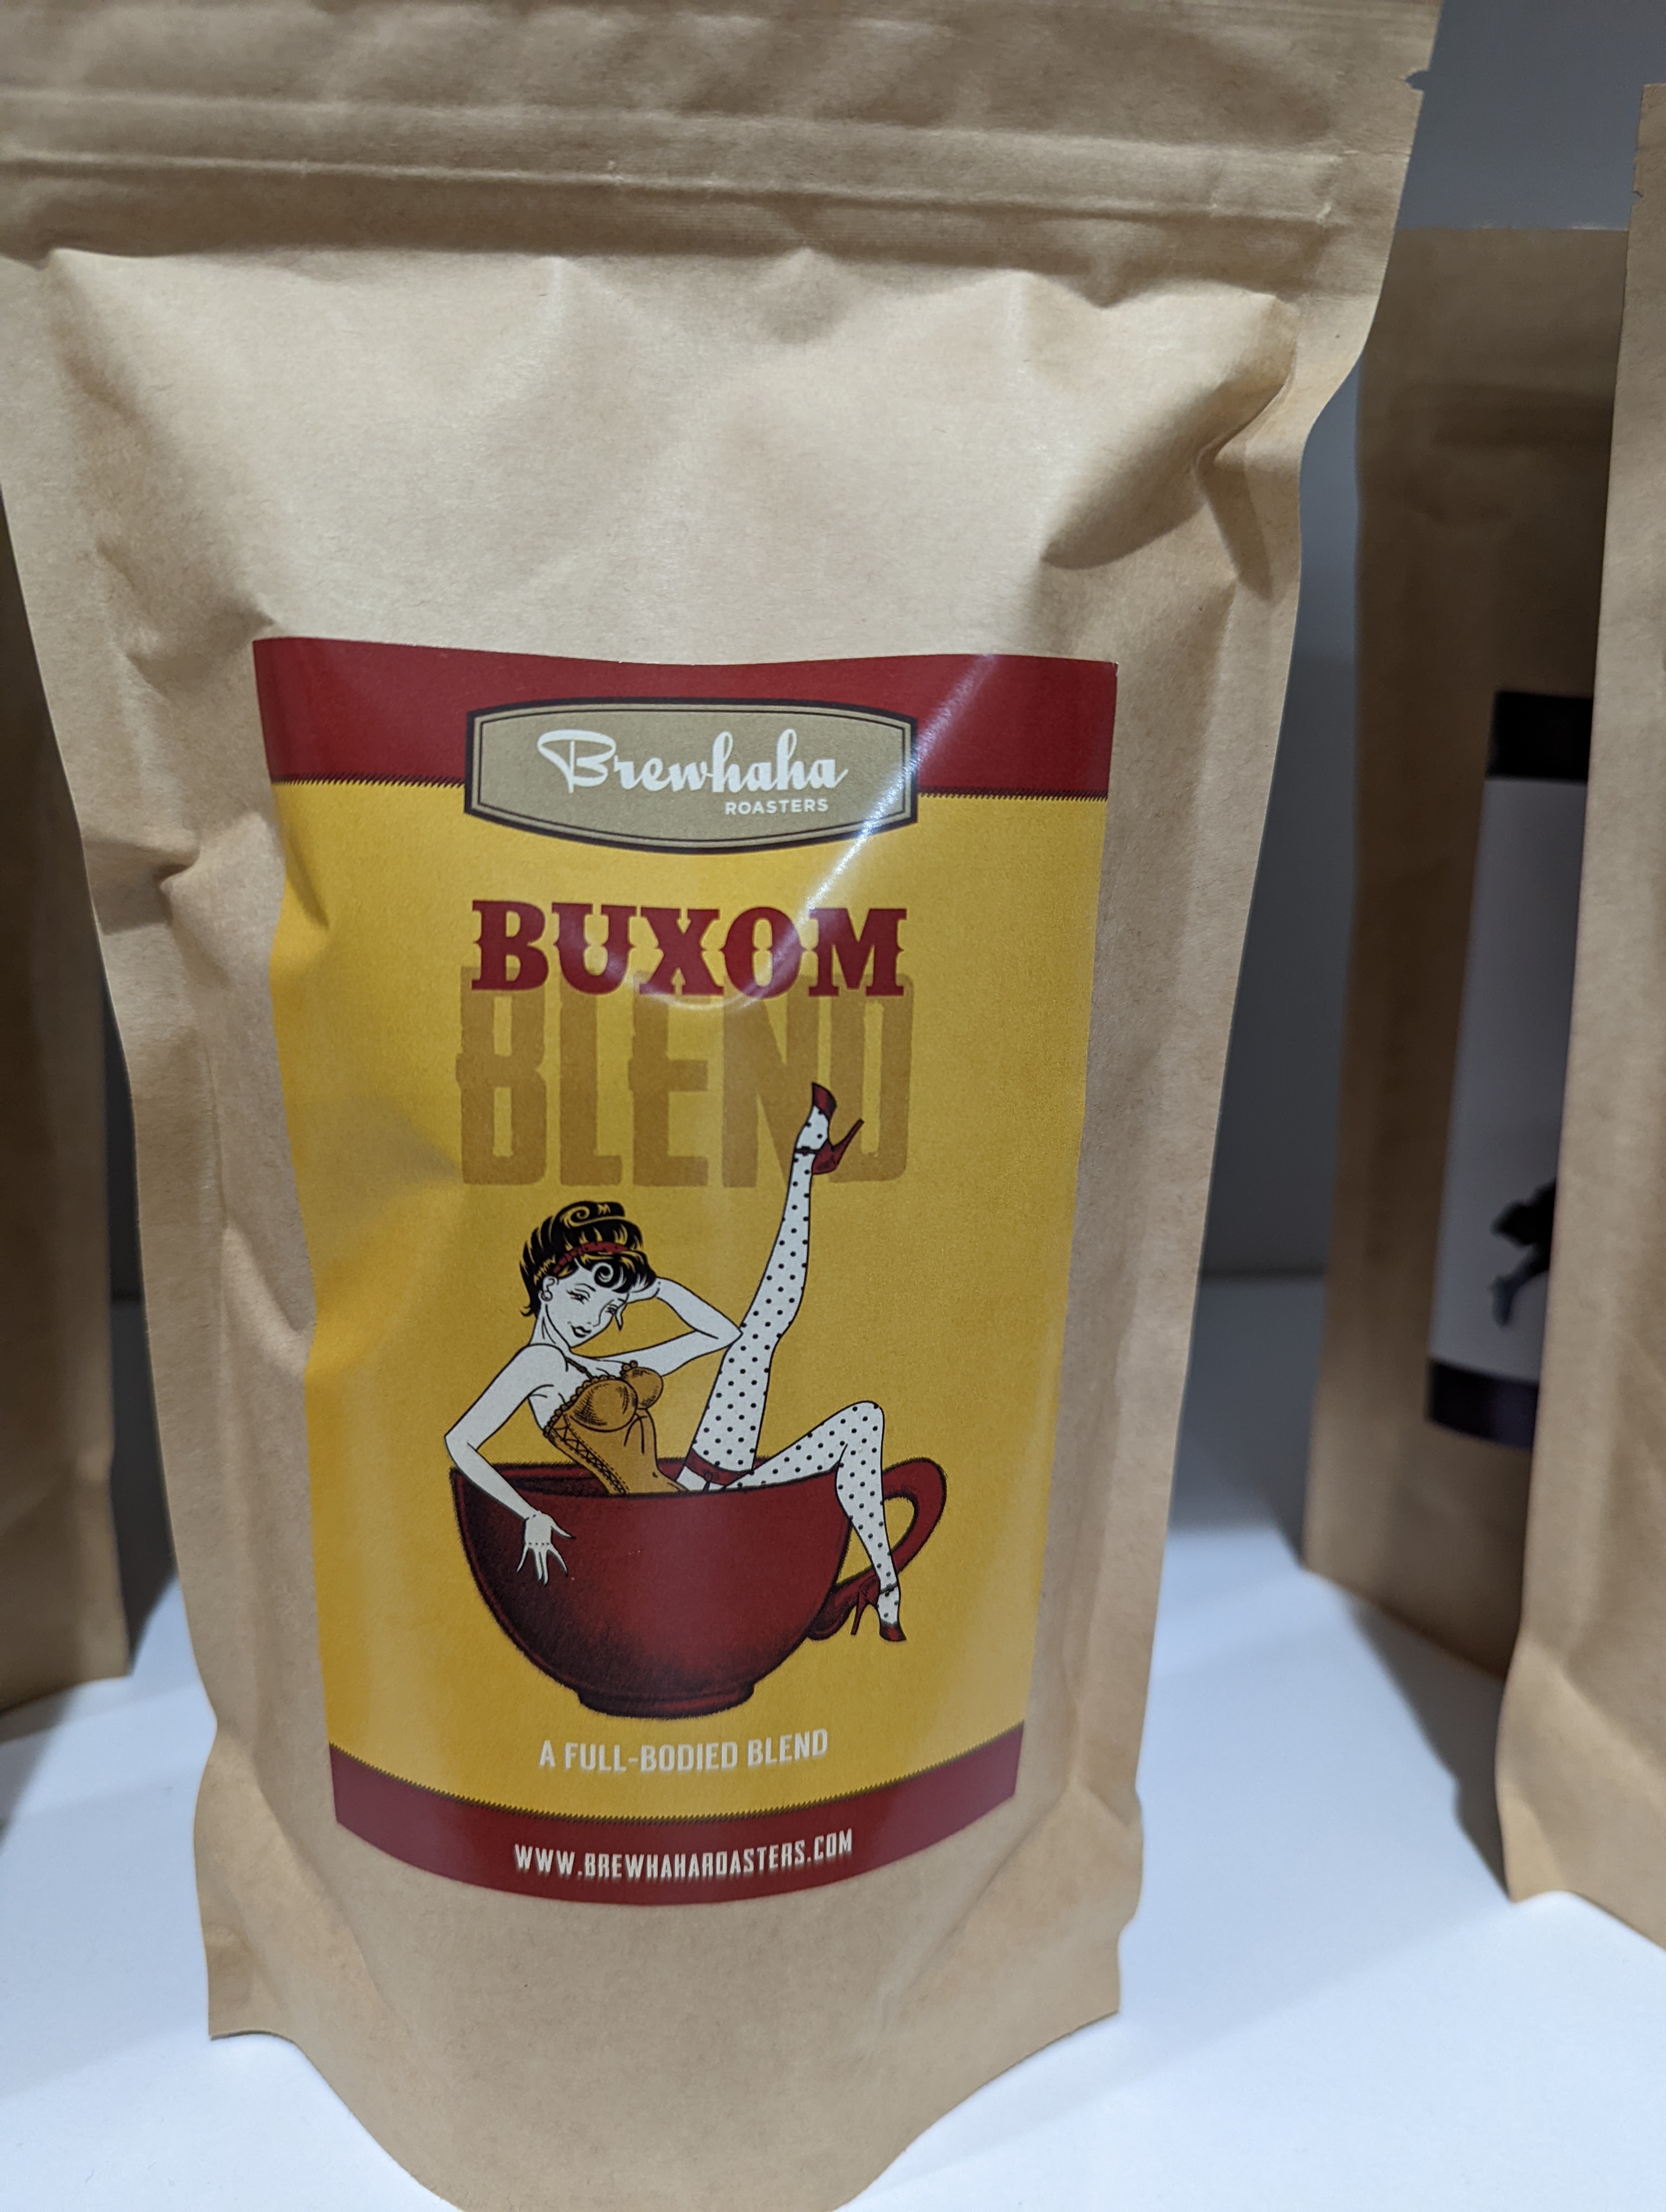 Brewhaha
ROASTERS
BUXOM
BLEND
A FULL-BODIED BLEND
WWW.BREWHAHAROASTERS.COM